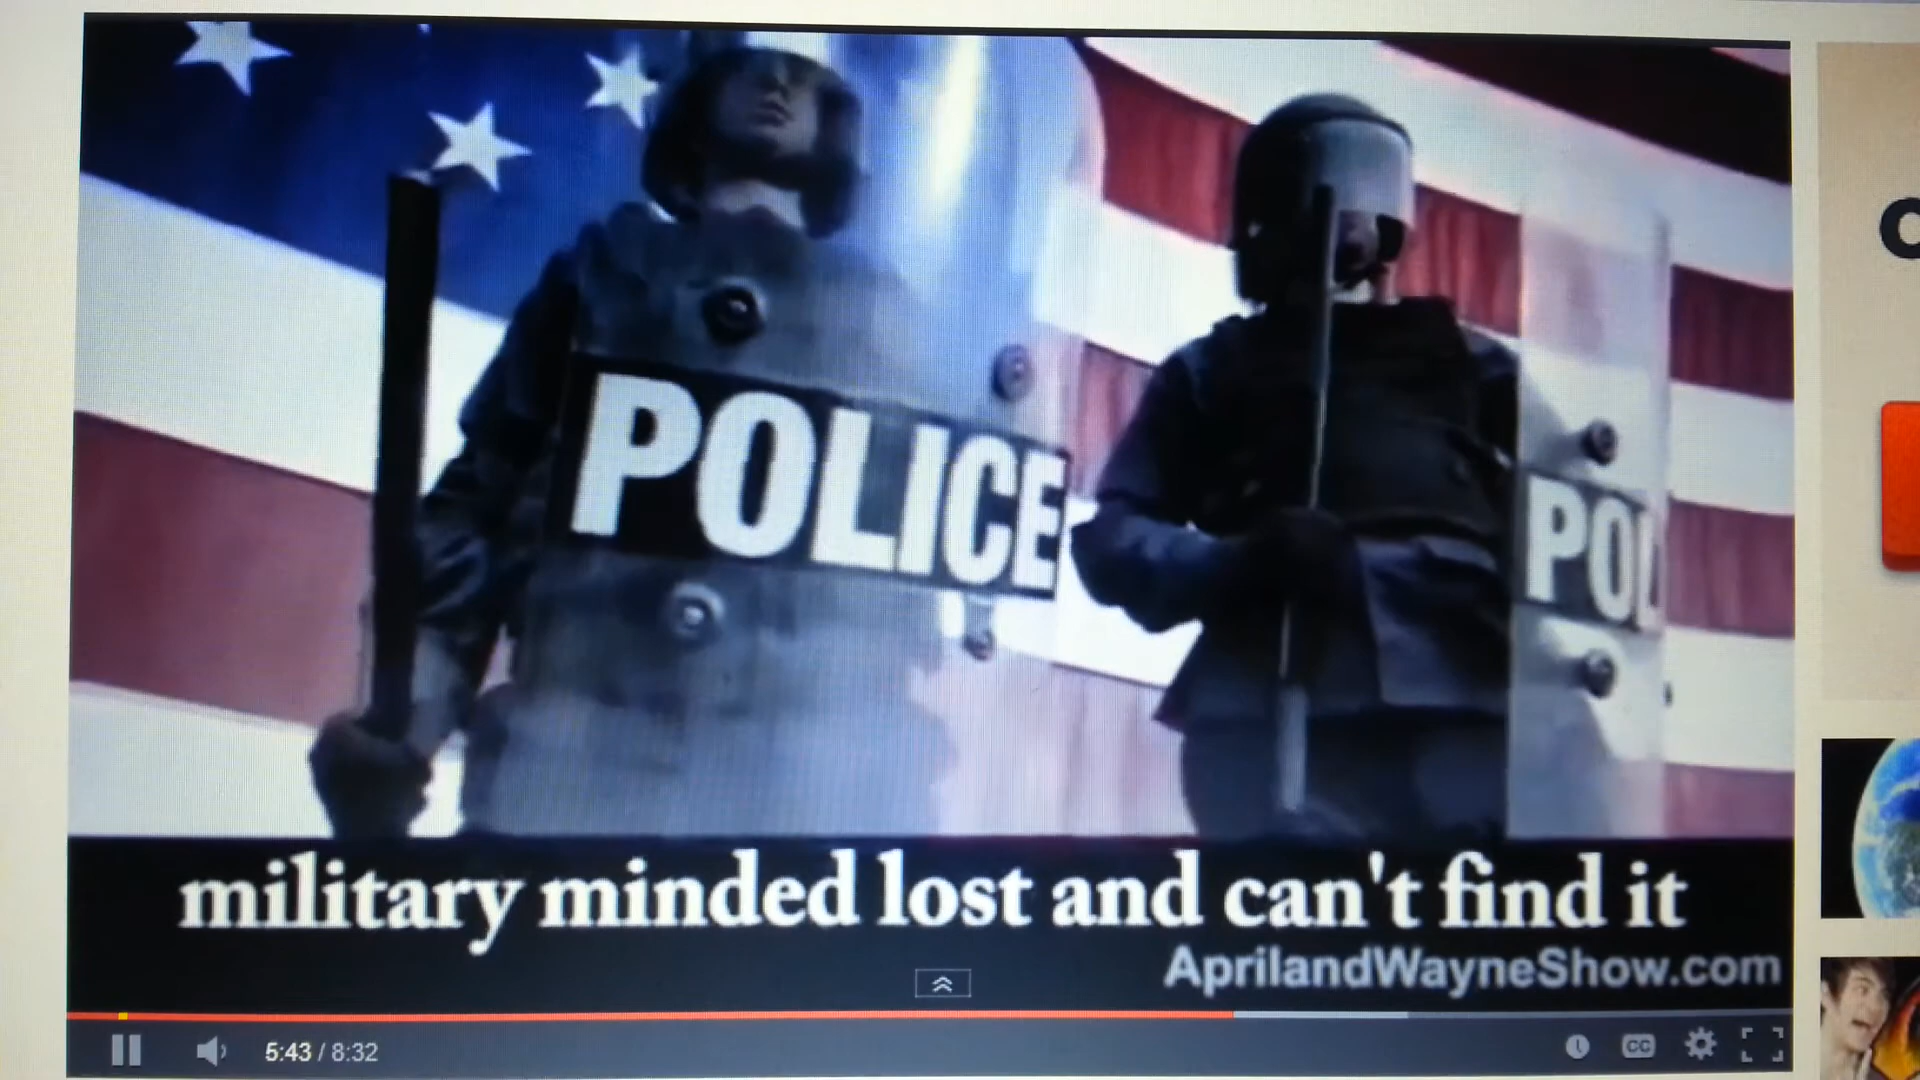 POLICE
POL
military minded lost and can't find it
AprilandWayneShow.com
5:43 / 8:32
CC